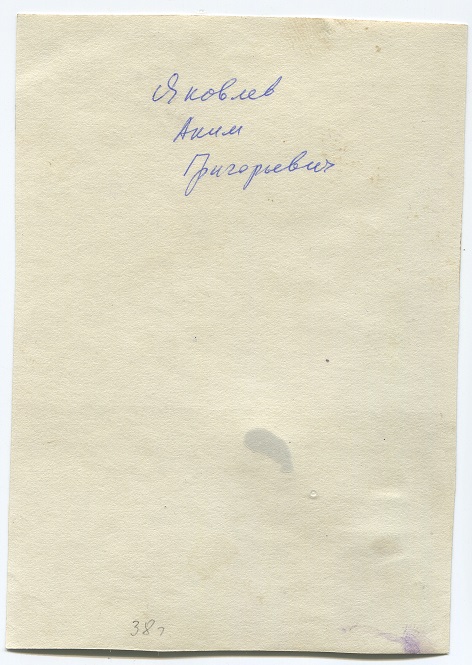 Яковлев
Аким
Григорьевич
38г